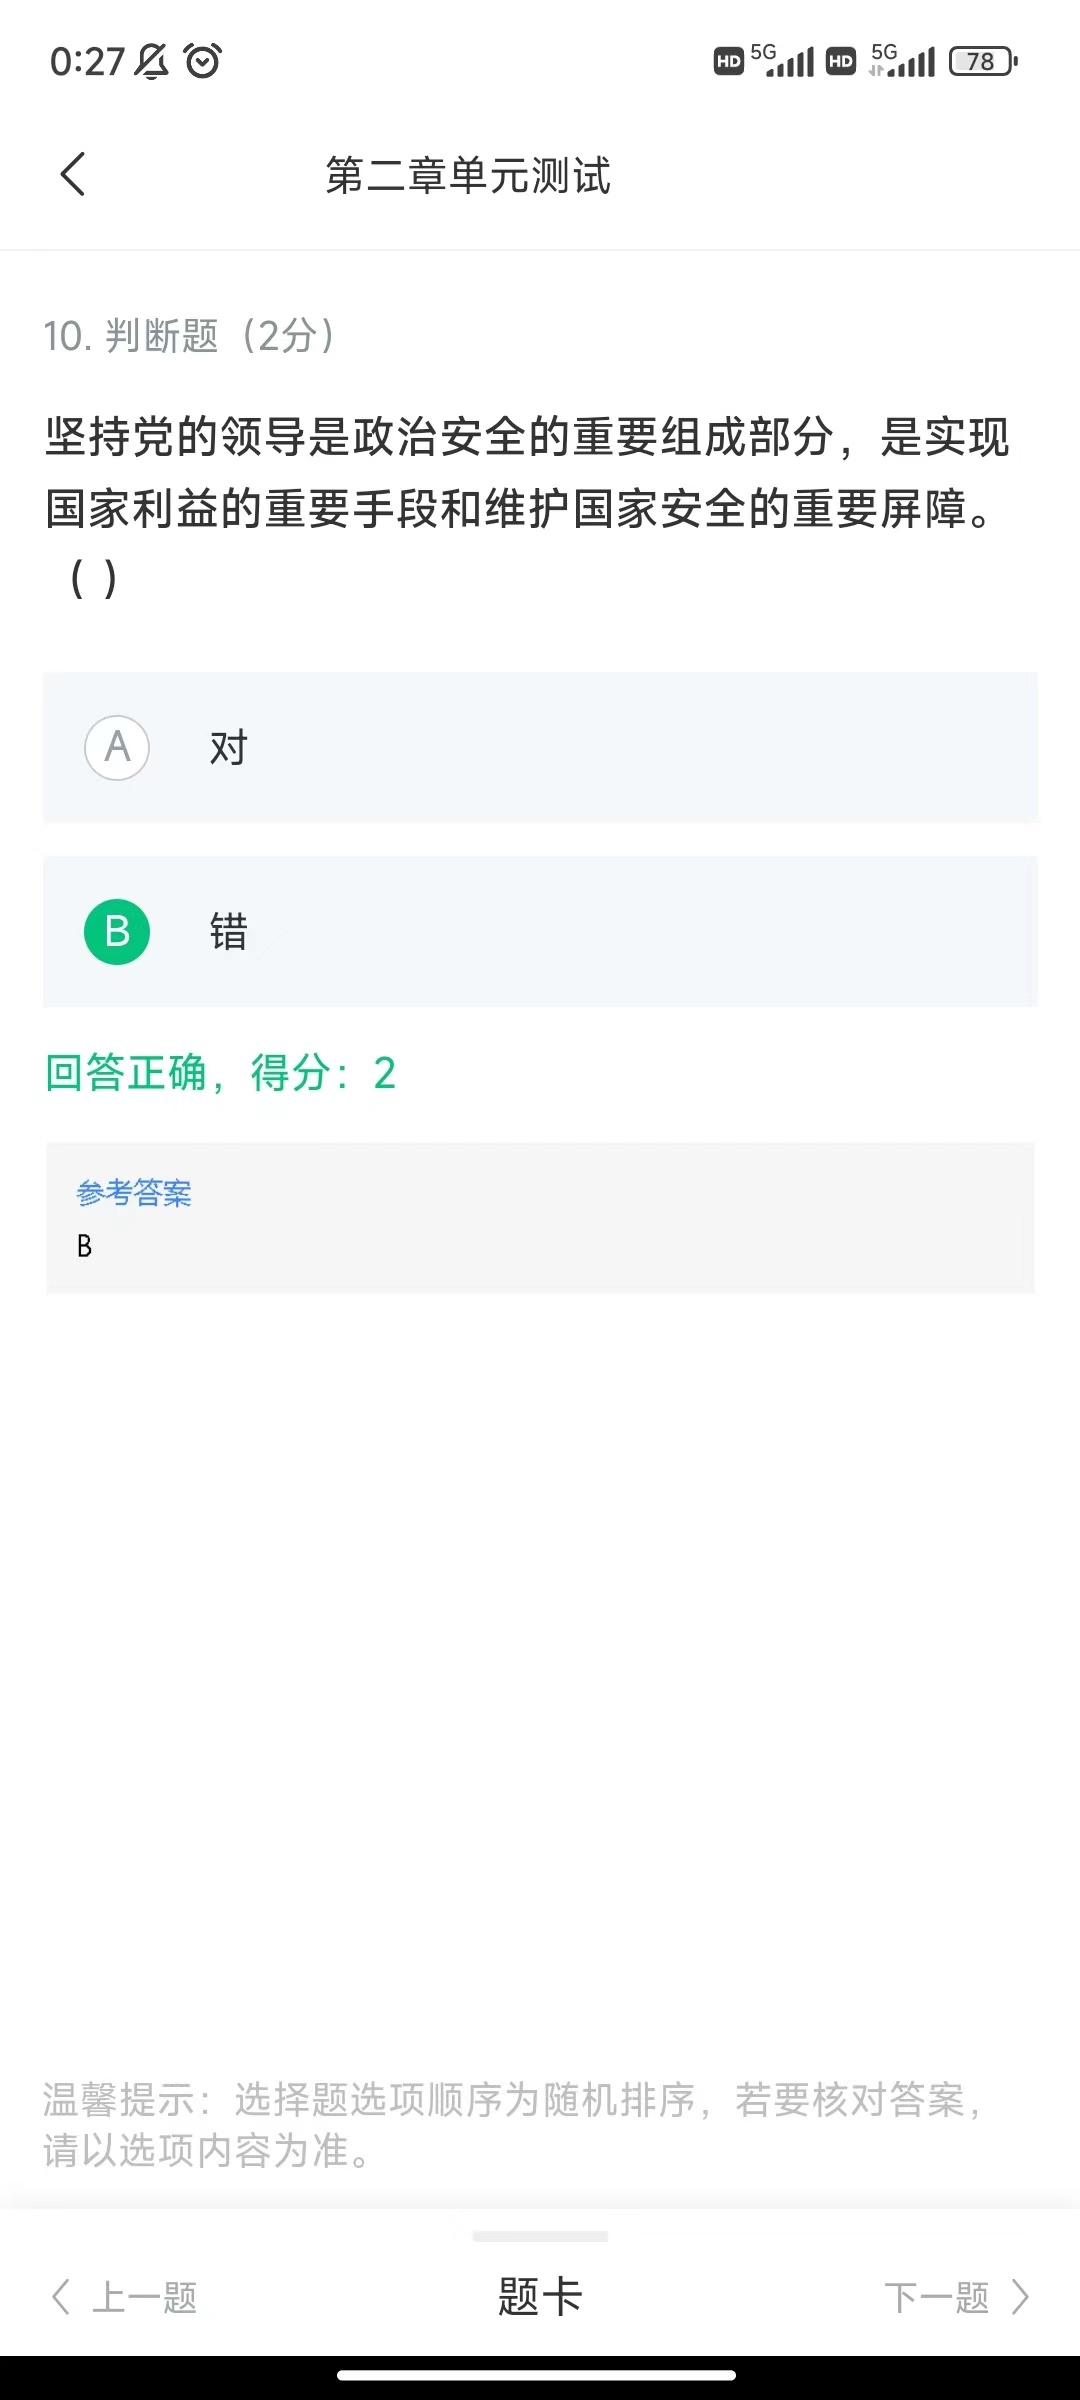 0:27 HD 5G HD 5G 78
第二章单元测试
10. 判断题（2分）
坚持党的领导是政治安全的重要组成部分，是实现
国家利益的重要手段和维护国家安全的重要屏障。
（ ）
A 对
B 错
回答正确，得分：2
参考答案
B
温馨提示：选择题选项顺序为随机排序，若要核对答案，
请以选项内容为准。
上一题 题卡 下一题